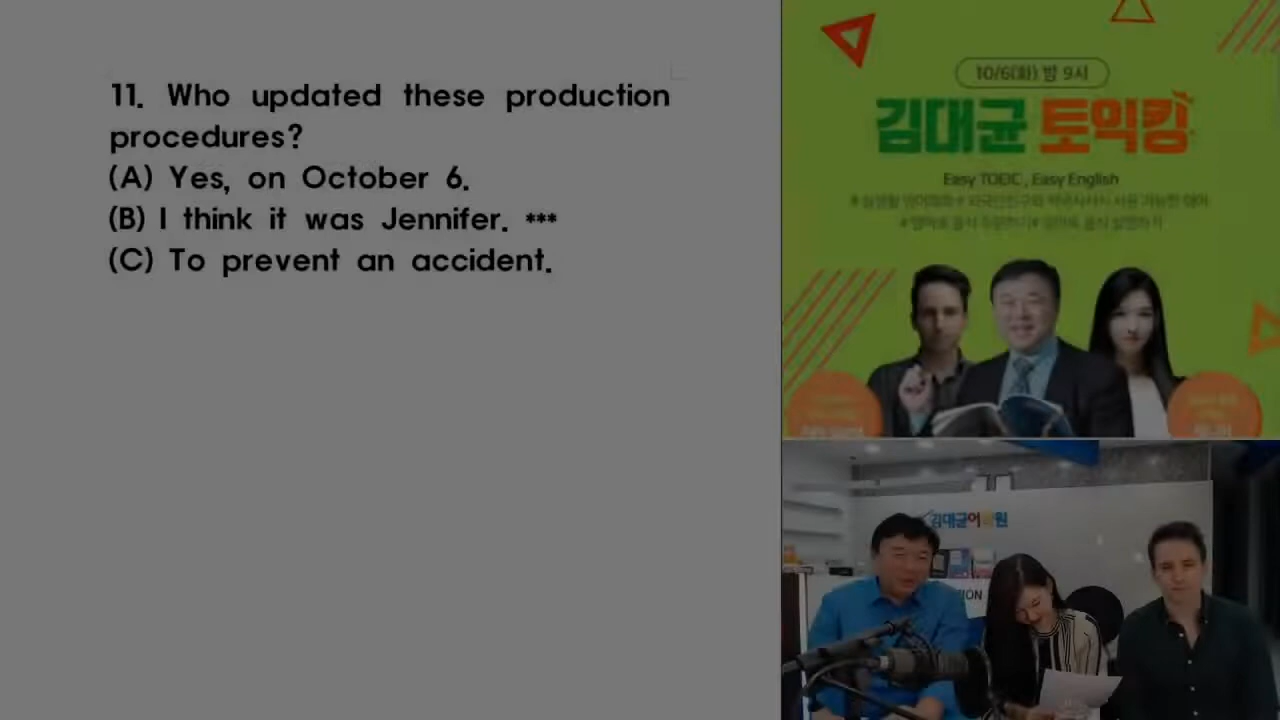 11. Who updated these production
procedures?
(A) Yes, on October 6.
(B) I think it was Jennifer. ***
(C) To prevent an accident.
10/6(화) 밤 9시
김대균 토익킹
Easy TOEIC , Easy English
김대균어학원